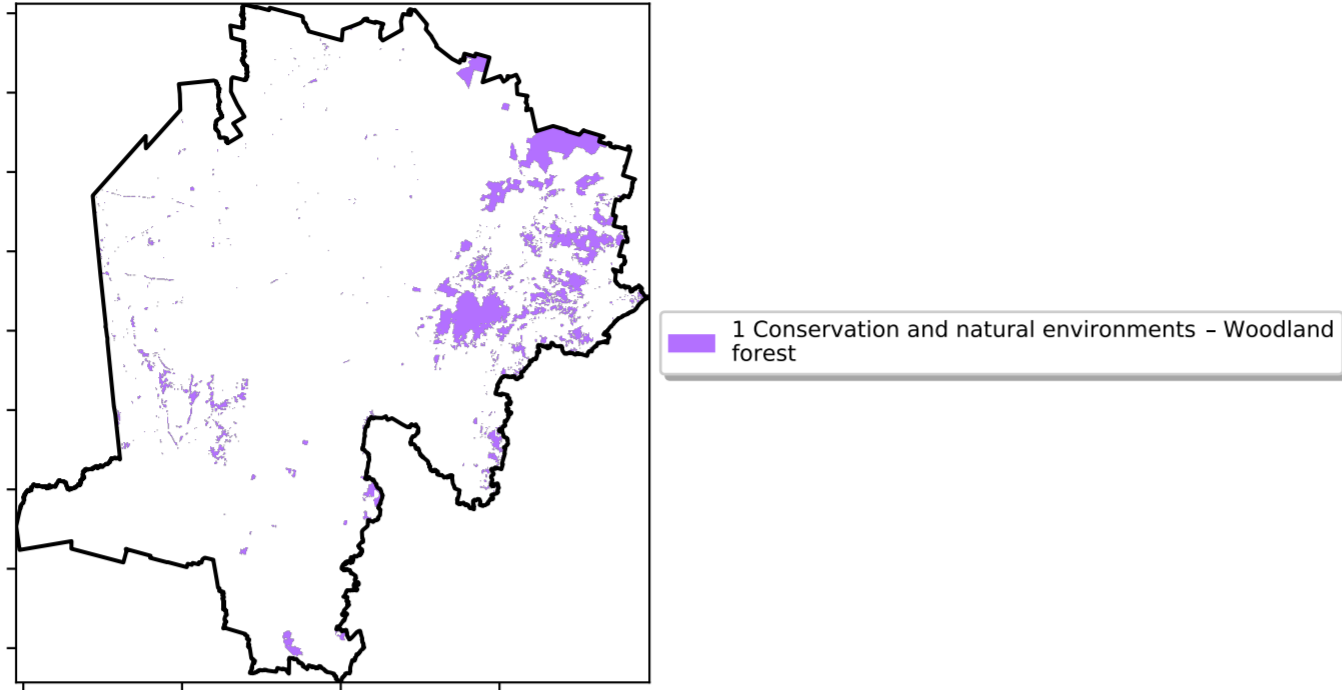 1 Conservation and natural environments – Woodland
forest